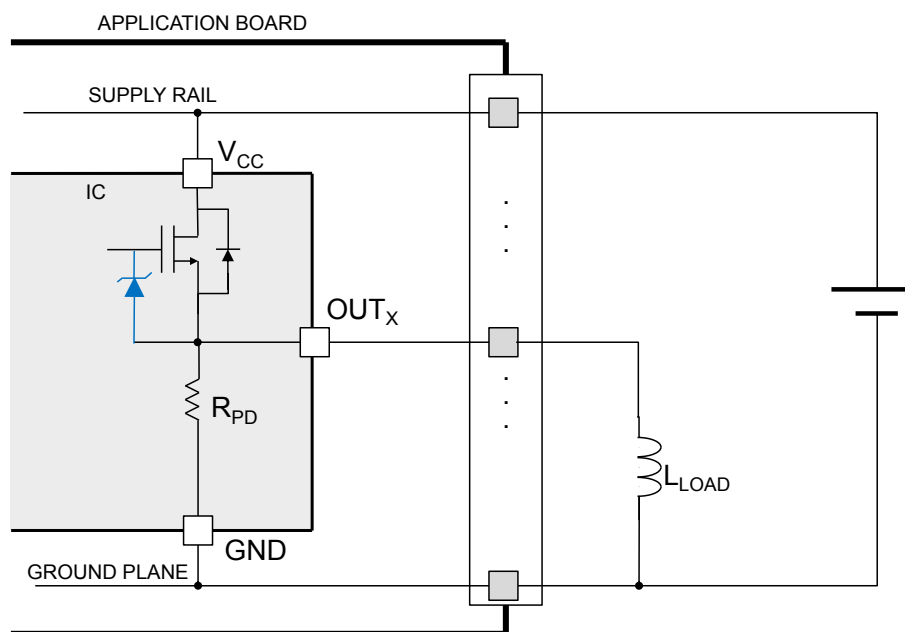 APPLICATION BOARD
SUPPLY RAIL
VCC
IC
OUTX
RPD
LLOAD
GND
GROUND PLANE